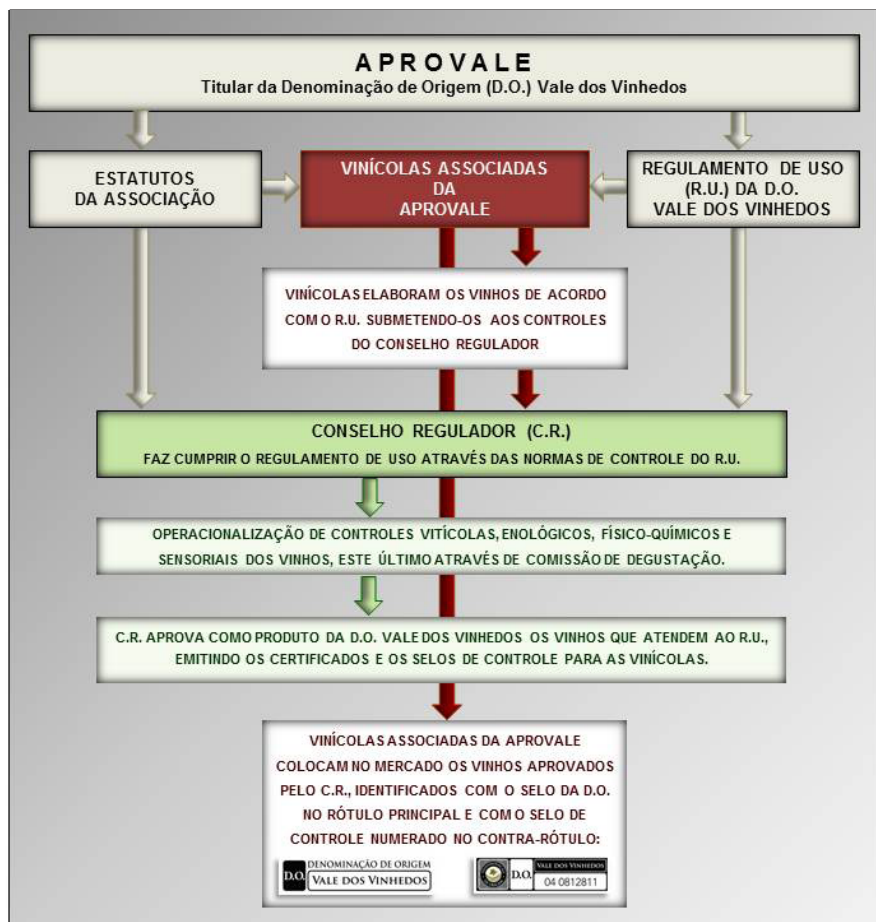 APROVALE
Titular da Denominação de Origem (D.O.) Vale dos Vinhedos
ESTATUTOS
DA ASSOCIAÇÃO
VINÍCOLAS ASSOCIADAS
DA
APROVALE
REGULAMENTO DE USO
(R.U.) DA D.O.
VALE DOS VINHEDOS
VINÍCOLAS ELABORAM OS VINHOS DE ACORDO
COM O R.U. SUBMETENDO-OS AOS CONTROLES
DO CONSELHO REGULADOR
CONSELHO REGULADOR (C.R.)
FAZ CUMPRIR O REGULAMENTO DE USO ATRAVÉS DAS NORMAS DE CONTROLE DO R.U.
OPERACIONALIZAÇÃO DE CONTROLES VITÍCOLAS, ENOLÓGICOS, FÍSICO-QUÍMICOS E
SENSORIAIS DOS VINHOS, ESTE ÚLTIMO ATRAVÉS DE COMISSÃO DE DEGUSTAÇÃO.
C.R. APROVA COMO PRODUTO DA D.O. VALE DOS VINHEDOS OS VINHOS QUE ATENDEM AO R.U.,
EMITINDO OS CERTIFICADOS E OS SELOS DE CONTROLE PARA AS VINÍCOLAS.
VINÍCOLAS ASSOCIADAS DA APROVALE
COLOCAM NO MERCADO OS VINHOS APROVADOS
PELO C.R., IDENTIFICADOS COM O SELO DA D.O.
NO RÓTULO PRINCIPAL E COM O SELO DE
CONTROLE NUMERADO NO CONTRA-RÓTULO:
D.O. DENOMINAÇÃO DE ORIGEM
VALE DOS VINHEDOS
D.O. VALE DOS VINHEDOS
04 0812811